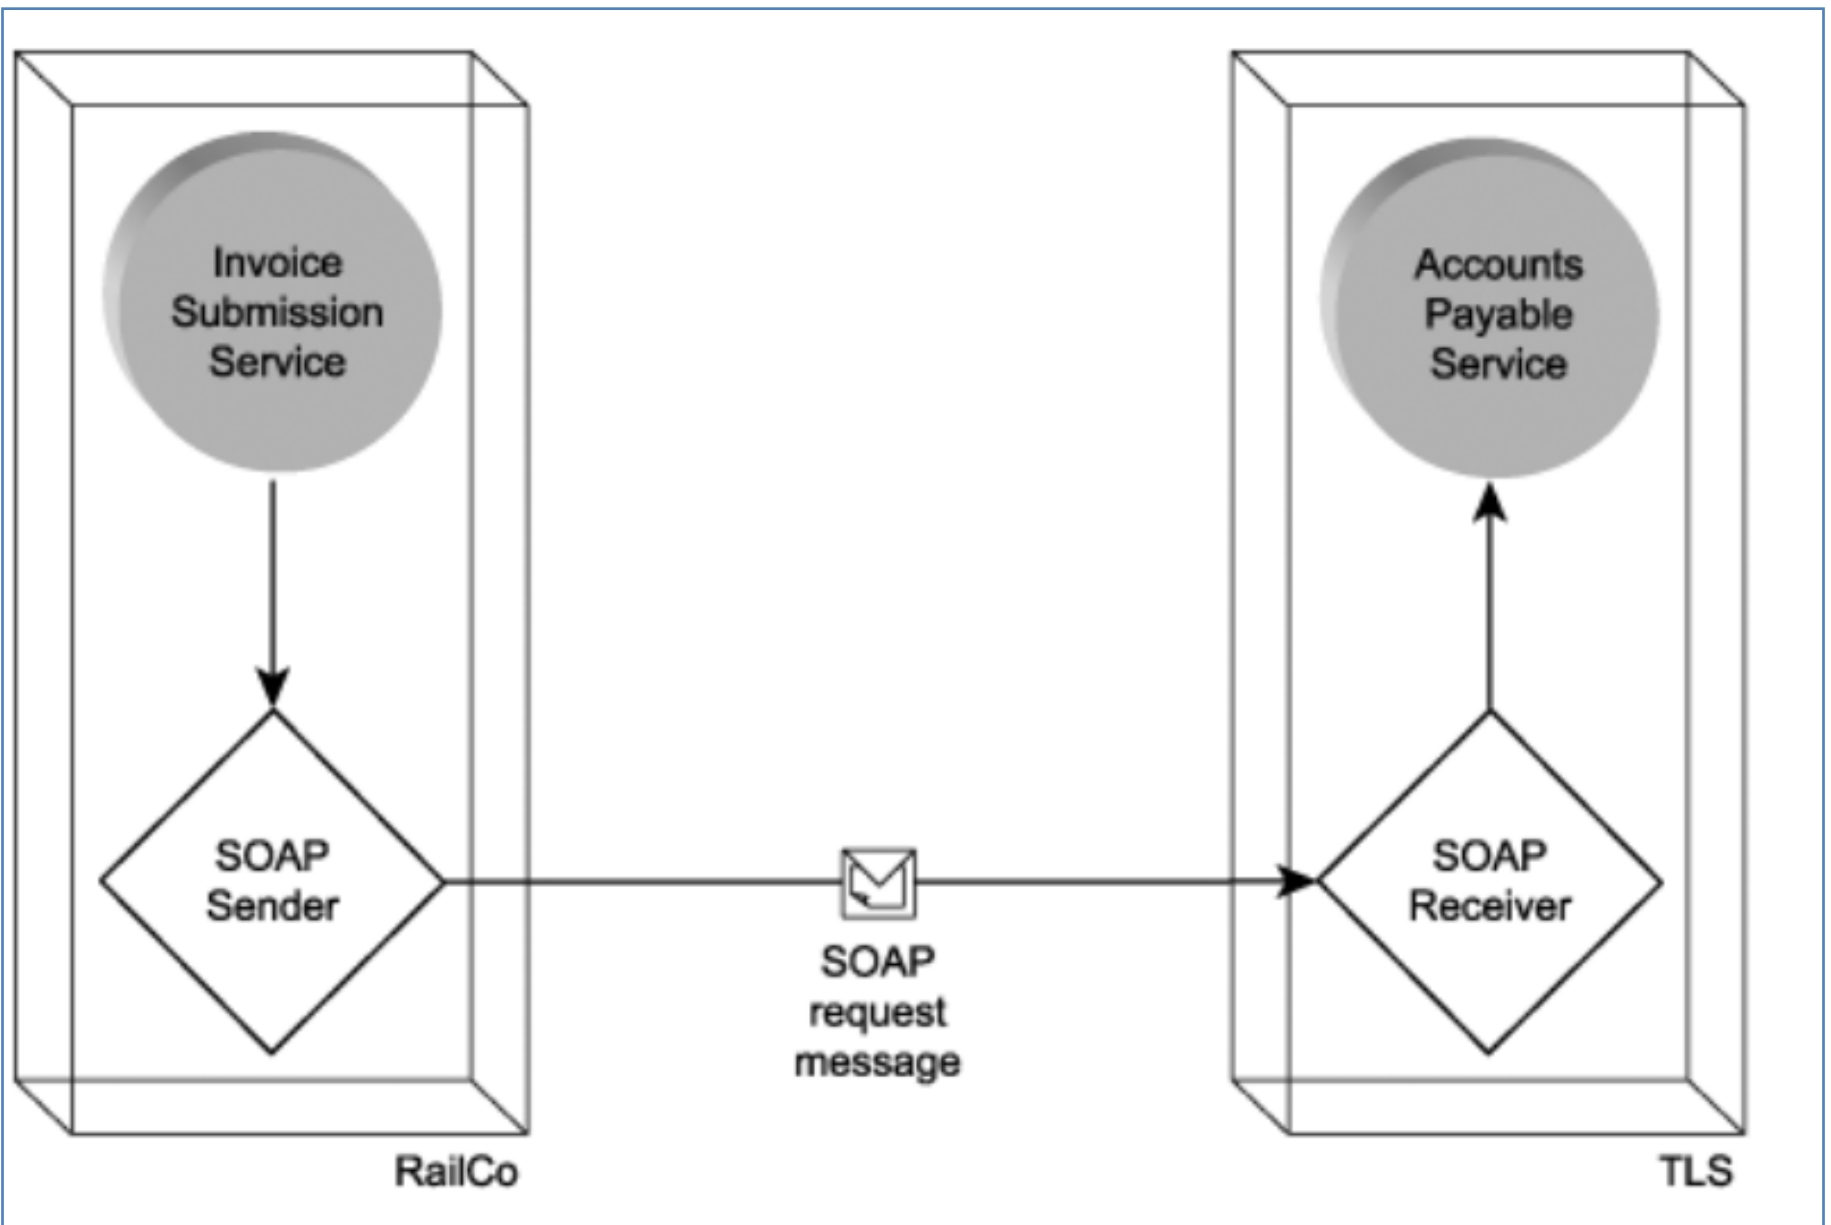 Invoice
Submission
Service
Accounts
Payable
Service
SOAP
Sender
SOAP
request
message
SOAP
Receiver
RailCo
TLS